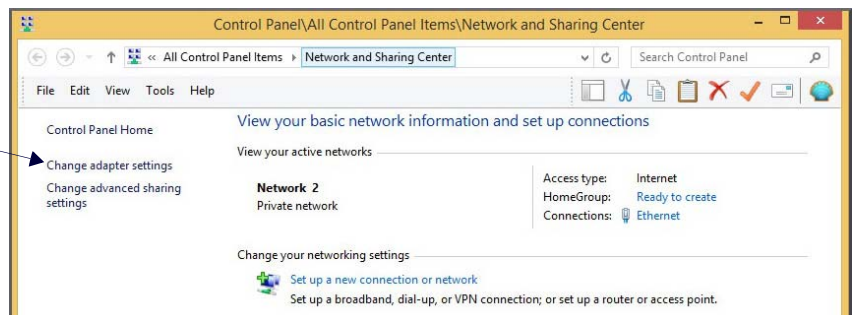 Control Panel\All Control Panel Items\Network and Sharing Center
« All Control Panel Items ▸ Network and Sharing Center
Search Control Panel
File Edit View Tools Help
Control Panel Home
Change adapter settings
Change advanced sharing
settings
View your basic network information and set up connections
View your active networks
Network 2
Private network
Access type: Internet
HomeGroup: Ready to create
Connections: Ethernet
Change your networking settings
Set up a new connection or network
Set up a broadband, dial-up, or VPN connection; or set up a router or access point.